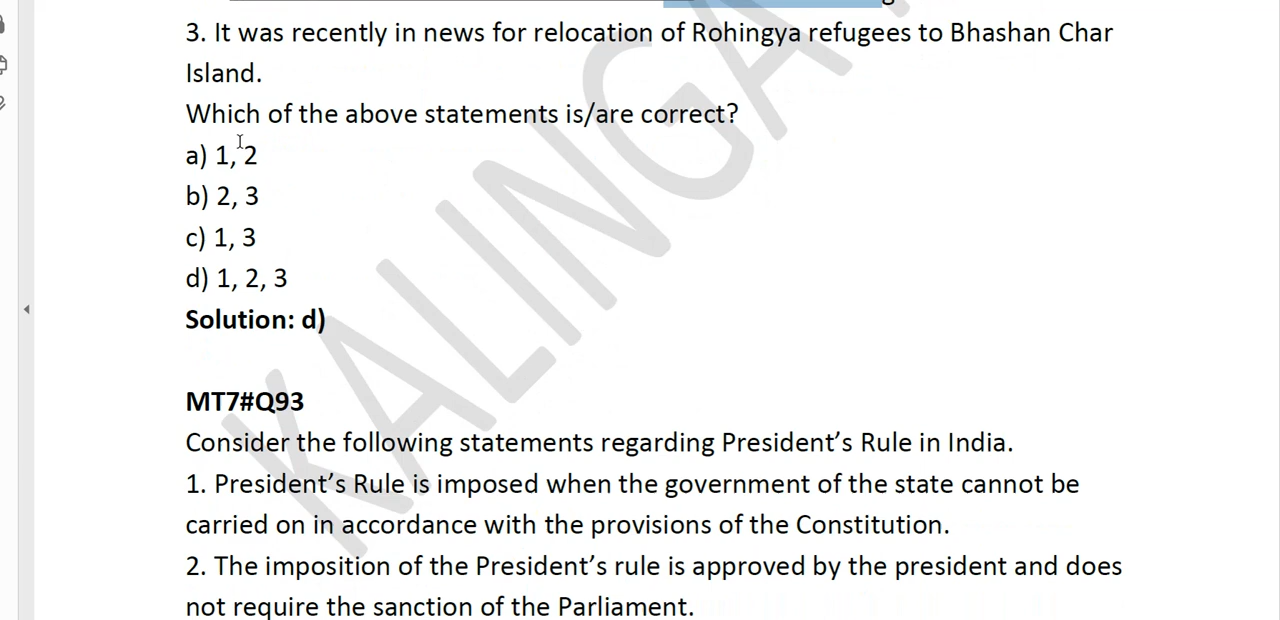 3. It was recently in news for relocation of Rohingya refugees to Bhashan Char
Island.
Which of the above statements is/are correct?
a) 1, 2
b) 2, 3
c) 1, 3
d) 1, 2, 3
Solution: d)
MT7#Q93
Consider the following statements regarding President’s Rule in India.
1. President’s Rule is imposed when the government of the state cannot be
carried on in accordance with the provisions of the Constitution.
2. The imposition of the President’s rule is approved by the president and does
not require the sanction of the Parliament.
KALINGA